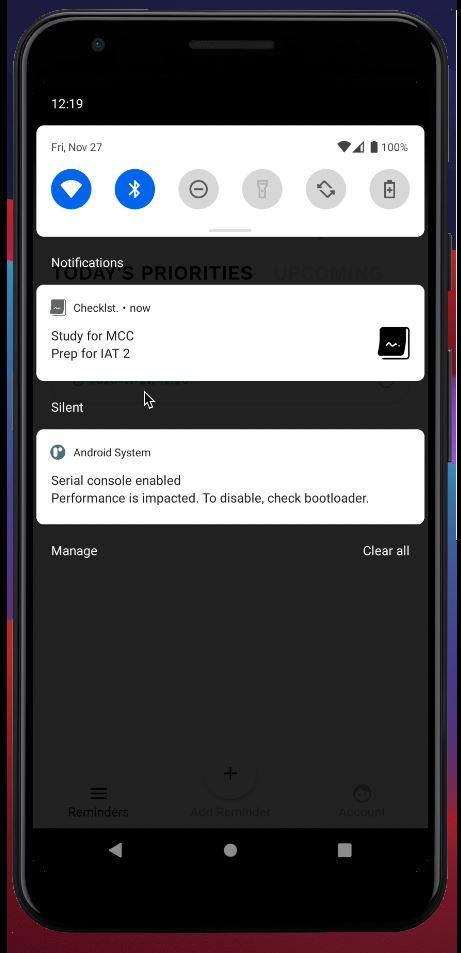 12:19
Fri, Nov 27
100%
Notifications
TODAY'S PRIORITIES UPCOMING
Checklst. • now
Study for MCC
Prep for IAT 2
Silent
Android System
Serial console enabled
Performance is impacted. To disable, check bootloader.
Manage
Clear all
Reminders
Add Reminder
Account